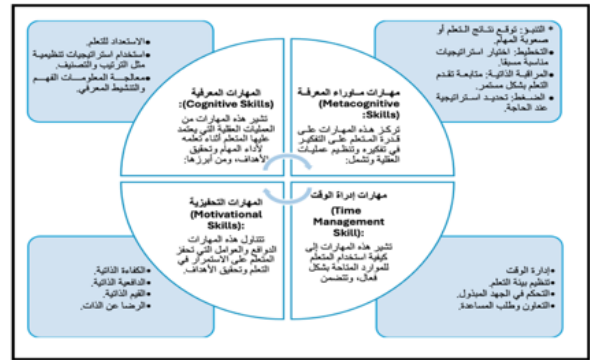 * التنبؤ: توقع نتائج التعلم أو
صعوبة المهام.
•التخطيط: اختيار استراتيجيات
مناسبة مسبقا.
•المراقبة الذاتية: متابعة تقدم
التعلم بشكل مستمر.
•الضغط: تحديد استراتيجية
عند الحاجة.
•الاستعداد للتعلم.
•استخدام استراتيجيات تنظيمية
مثل الترتيب والتصنيف.
•معالجة المعلومات الفهم
والتنشيط المعرفي.
مهارات ماوراء المعرفة
(Metacognitive
Skills):
تركز هذه المهارات على
قدرة المتعلم على التفكير
في تفكيره وتنظيم عمليات
العقلية وتشمل:
المهارات المعرفية
(Cognitive Skills):
تشير هذه المهارات من
العمليات العقلية التي يعتمد
عليها المتعلم أثناء تعلمه
لأداء المهام وتحقيق
الأهداف، ومن أبرزها:
مهارات إدراة الوقت
(Time
Management
Skill):
تشير هذه المهارات إلى
كيفية استخدام المتعلم
للموارد المتاحة بشكل
فعال، وتتضمن
المهارات التحفيزية
(Motivational
Skills):
تتناول هذه المهارات
الدوافع والعوامل التي تحفز
المتعلم على الاستمرار في
التعلم وتحقيق الأهداف.
•إدارة الوقت
•تنظيم بيئة التعلم.
•التحكم في الجهد المبذول.
•التعاون وطلب المساعدة.
•الكفاءة الذاتية.
•الدافعية الذاتية.
•القيم الذاتية.
•الرضا عن الذات.